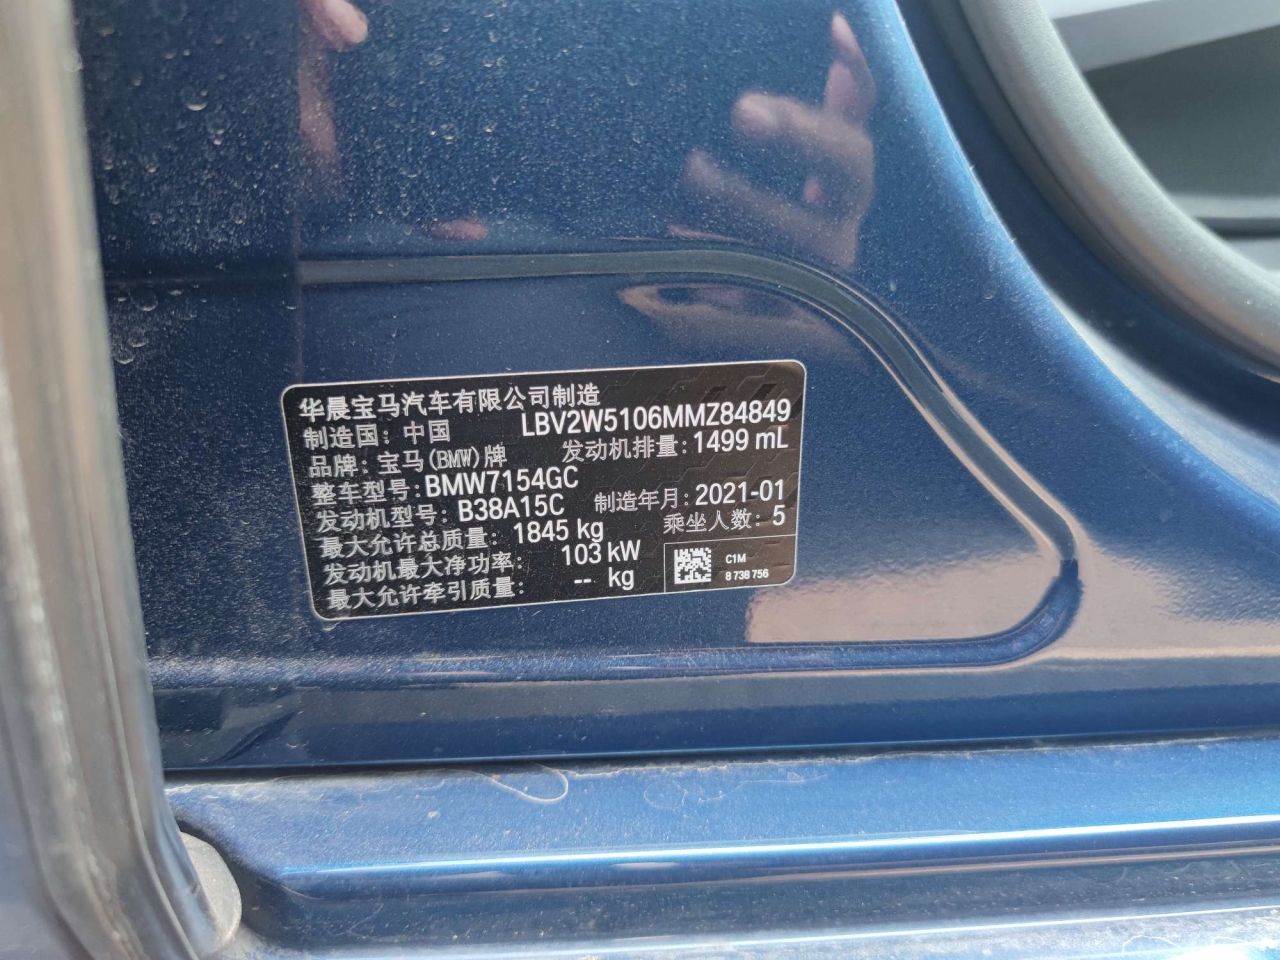 华晨宝马汽车有限公司制造
制造国：中国 LBV2W5106MMZ84849
品牌：宝马(BMW)牌 发动机排量：1499 mL
整车型号：BMW7154GC
发动机型号：B38A15C 制造年月：2021-01
最大允许总质量：1845 kg 乘坐人数：5
发动机最大净功率：103 kW
最大允许牵引质量：-- kg
C1M
8 738 756